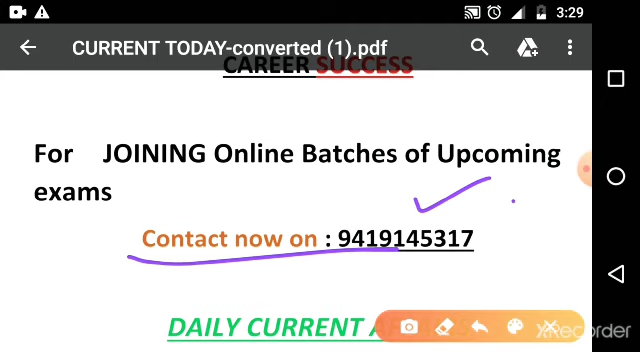 3:29
CURRENT TODAY-converted (1).pdf
CAREER SUCCESS
For JOINING Online Batches of Upcoming
exams
Contact now on : 9419145317
DAILY CURRENT
XRecorder